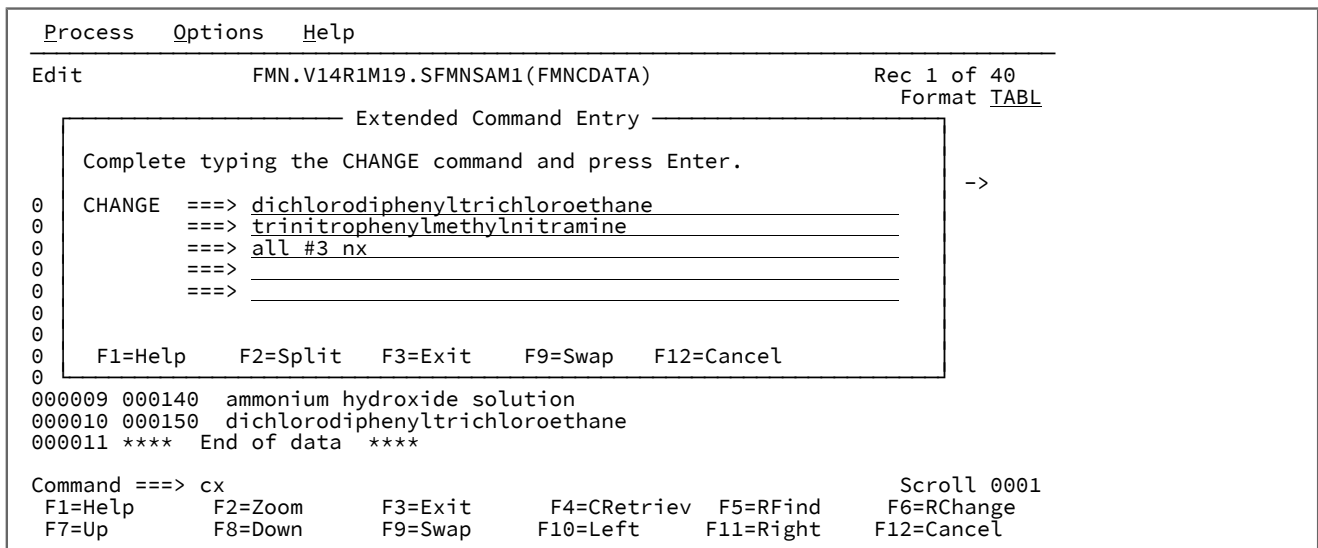 Process Options Help
Edit FMN.V14R1M19.SFMNSAM1(FMNCDATA) Rec 1 of 40
Format TABL
Extended Command Entry
Complete typing the CHANGE command and press Enter.
->
0 CHANGE ===> dichlorodiphenyltrichloroethane
0 ===> trinitrophenylmethylnitramine
0 ===> all #3 nx
0 ===>
0 ===>
0
0
0 F1=Help F2=Split F3=Exit F9=Swap F12=Cancel
0
000009 000140 ammonium hydroxide solution
000010 000150 dichlorodiphenyltrichloroethane
000011 **** End of data ****
Command ===> cx Scroll 0001
F1=Help F2=Zoom F3=Exit F4=CRetriev F5=RFind F6=RChange
F7=Up F8=Down F9=Swap F10=Left F11=Right F12=Cancel